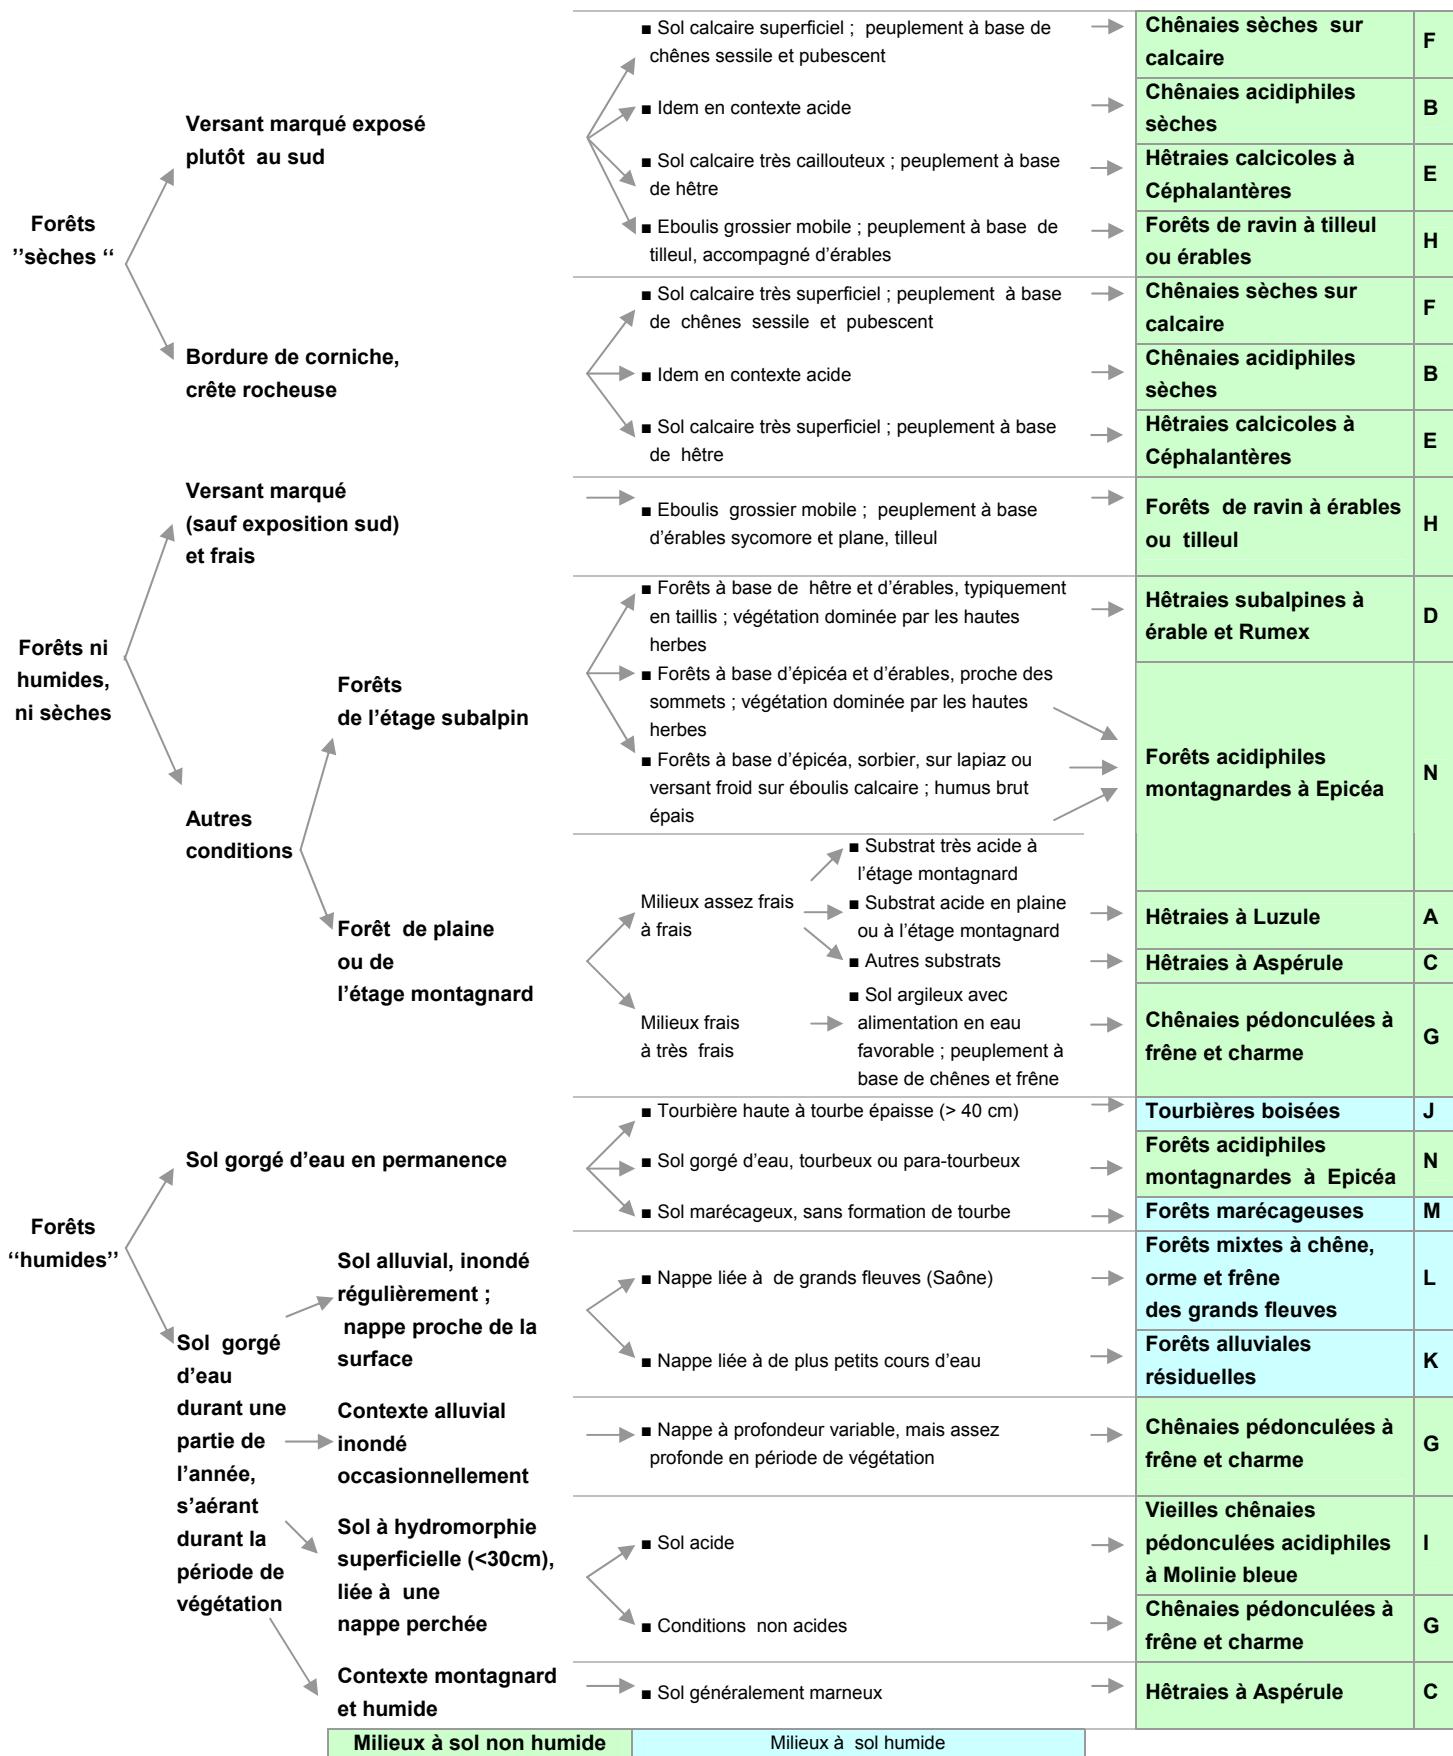 Forêts
’’sèches ‘‘
Versant marqué exposé
plutôt au sud
■ Sol calcaire superficiel ; peuplement à base de
chênes sessile et pubescent
Chênaies sèches sur
calcaire
F
■ Idem en contexte acide
Chênaies acidiphiles
sèches
B
■ Sol calcaire très caillouteux ; peuplement à base
de hêtre
Hêtraies calcicoles à
Céphalantères
E
■ Eboulis grossier mobile ; peuplement à base de
tilleul, accompagné d’érables
Forêts de ravin à tilleul
ou érables
H
Bordure de corniche,
crête rocheuse
■ Sol calcaire très superficiel ; peuplement à base
de chênes sessile et pubescent
Chênaies sèches sur
calcaire
F
■ Idem en contexte acide
Chênaies acidiphiles
sèches
B
■ Sol calcaire très superficiel ; peuplement à base
de hêtre
Hêtraies calcicoles à
Céphalantères
E
Forêts ni
humides,
ni sèches
Versant marqué
(sauf exposition sud)
et frais
■ Eboulis grossier mobile ; peuplement à base
d’érables sycomore et plane, tilleul
Forêts de ravin à érables
ou tilleul
H
Autres
conditions
Forêts
de l’étage subalpin
■ Forêts à base de hêtre et d’érables, typiquement
en taillis ; végétation dominée par les hautes
herbes
Hêtraies subalpines à
érable et Rumex
D
■ Forêts à base d’épicéa et d’érables, proche des
sommets ; végétation dominée par les hautes
herbes
■ Forêts à base d’épicéa, sorbier, sur lapiaz ou
versant froid sur éboulis calcaire ; humus brut
épais
Forêts acidiphiles
montagnardes à Epicéa
N
Forêt de plaine
ou de
l’étage montagnard
Milieux assez frais
à frais
■ Substrat très acide à
l’étage montagnard
■ Substrat acide en plaine
ou à l’étage montagnard
Hêtraies à Luzule
A
■ Autres substrats
Hêtraies à Aspérule
C
Milieux frais
à très frais
■ Sol argileux avec
alimentation en eau
favorable ; peuplement à
base de chênes et frêne
Chênaies pédonculées à
frêne et charme
G
Forêts
‘‘humides’’
Sol gorgé d’eau en permanence
■ Tourbière haute à tourbe épaisse (> 40 cm)
Tourbières boisées
J
■ Sol gorgé d’eau, tourbeux ou para-tourbeux
Forêts acidiphiles
montagnardes à Epicéa
N
■ Sol marécageux, sans formation de tourbe
Forêts marécageuses
M
Sol gorgé
d’eau
durant une
partie de
l’année,
s’aérant
durant la
période de
végétation
Sol alluvial, inondé
régulièrement ;
nappe proche de la
surface
■ Nappe liée à de grands fleuves (Saône)
Forêts mixtes à chêne,
orme et frêne
des grands fleuves
L
■ Nappe liée à de plus petits cours d’eau
Forêts alluviales
résiduelles
K
Contexte alluvial
inondé
occasionnellement
■ Nappe à profondeur variable, mais assez
profonde en période de végétation
Chênaies pédonculées à
frêne et charme
G
Sol à hydromorphie
superficielle (<30cm),
liée à une
nappe perchée
■ Sol acide
Vieilles chênaies
pédonculées acidiphiles
à Molinie bleue
I
■ Conditions non acides
Chênaies pédonculées à
frêne et charme
G
Contexte montagnard
et humide
■ Sol généralement marneux
Hêtraies à Aspérule
C
Milieux à sol non humide
Milieux à sol humide